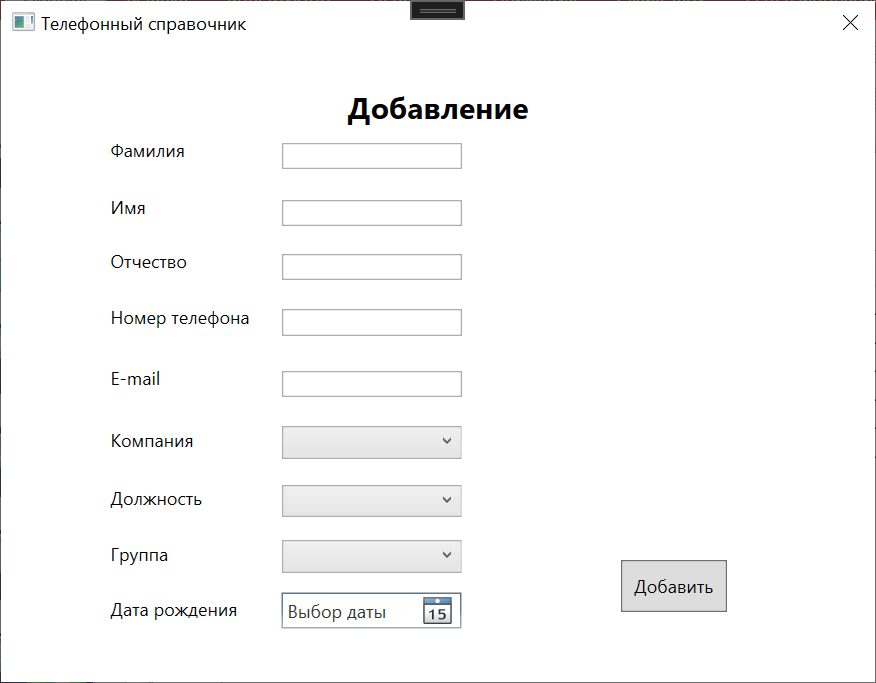 Телефонный справочник
Добавление
Фамилия
Имя
Отчество
Номер телефона
E-mail
Компания
Должность
Группа
Дата рождения
Выбор даты
15
Добавить